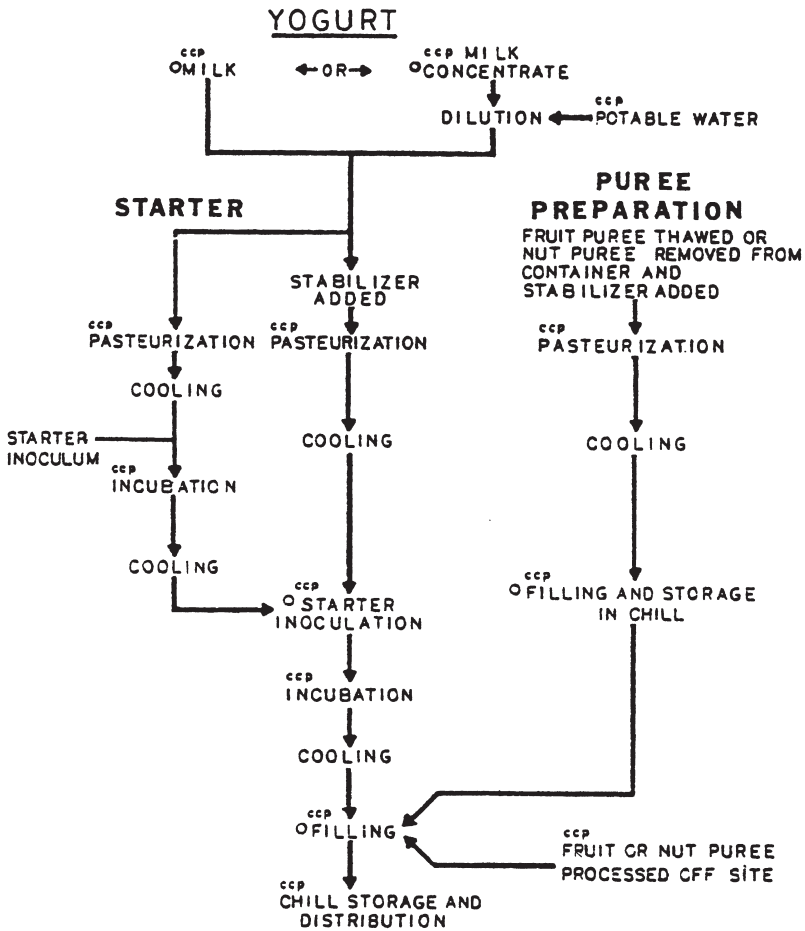 YOGURT
ccp
MILK
OR
ccp MILK
CONCENTRATE
DILUTION
ccp
POTABLE WATER
STARTER
PUREE
PREPARATION
FRUIT PUREE THAWED OR
NUT PUREE REMOVED FROM
CONTAINER AND
STABILIZER ADDED
STABILIZER
ADDED
ccp
PASTEURIZATION
ccp
PASTEURIZATION
ccp
PASTEURIZATION
COOLING
COOLING
COOLING
STARTER
INOCULUM
ccp
INCUBATION
COOLING
ccp
STARTER
INOCULATION
ccp
FILLING AND STORAGE
IN CHILL
ccp
INCUBATION
COOLING
ccp
FILLING
ccp
FRUIT OR NUT PUREE
PROCESSED OFF SITE
ccp
CHILL STORAGE AND
DISTRIBUTION